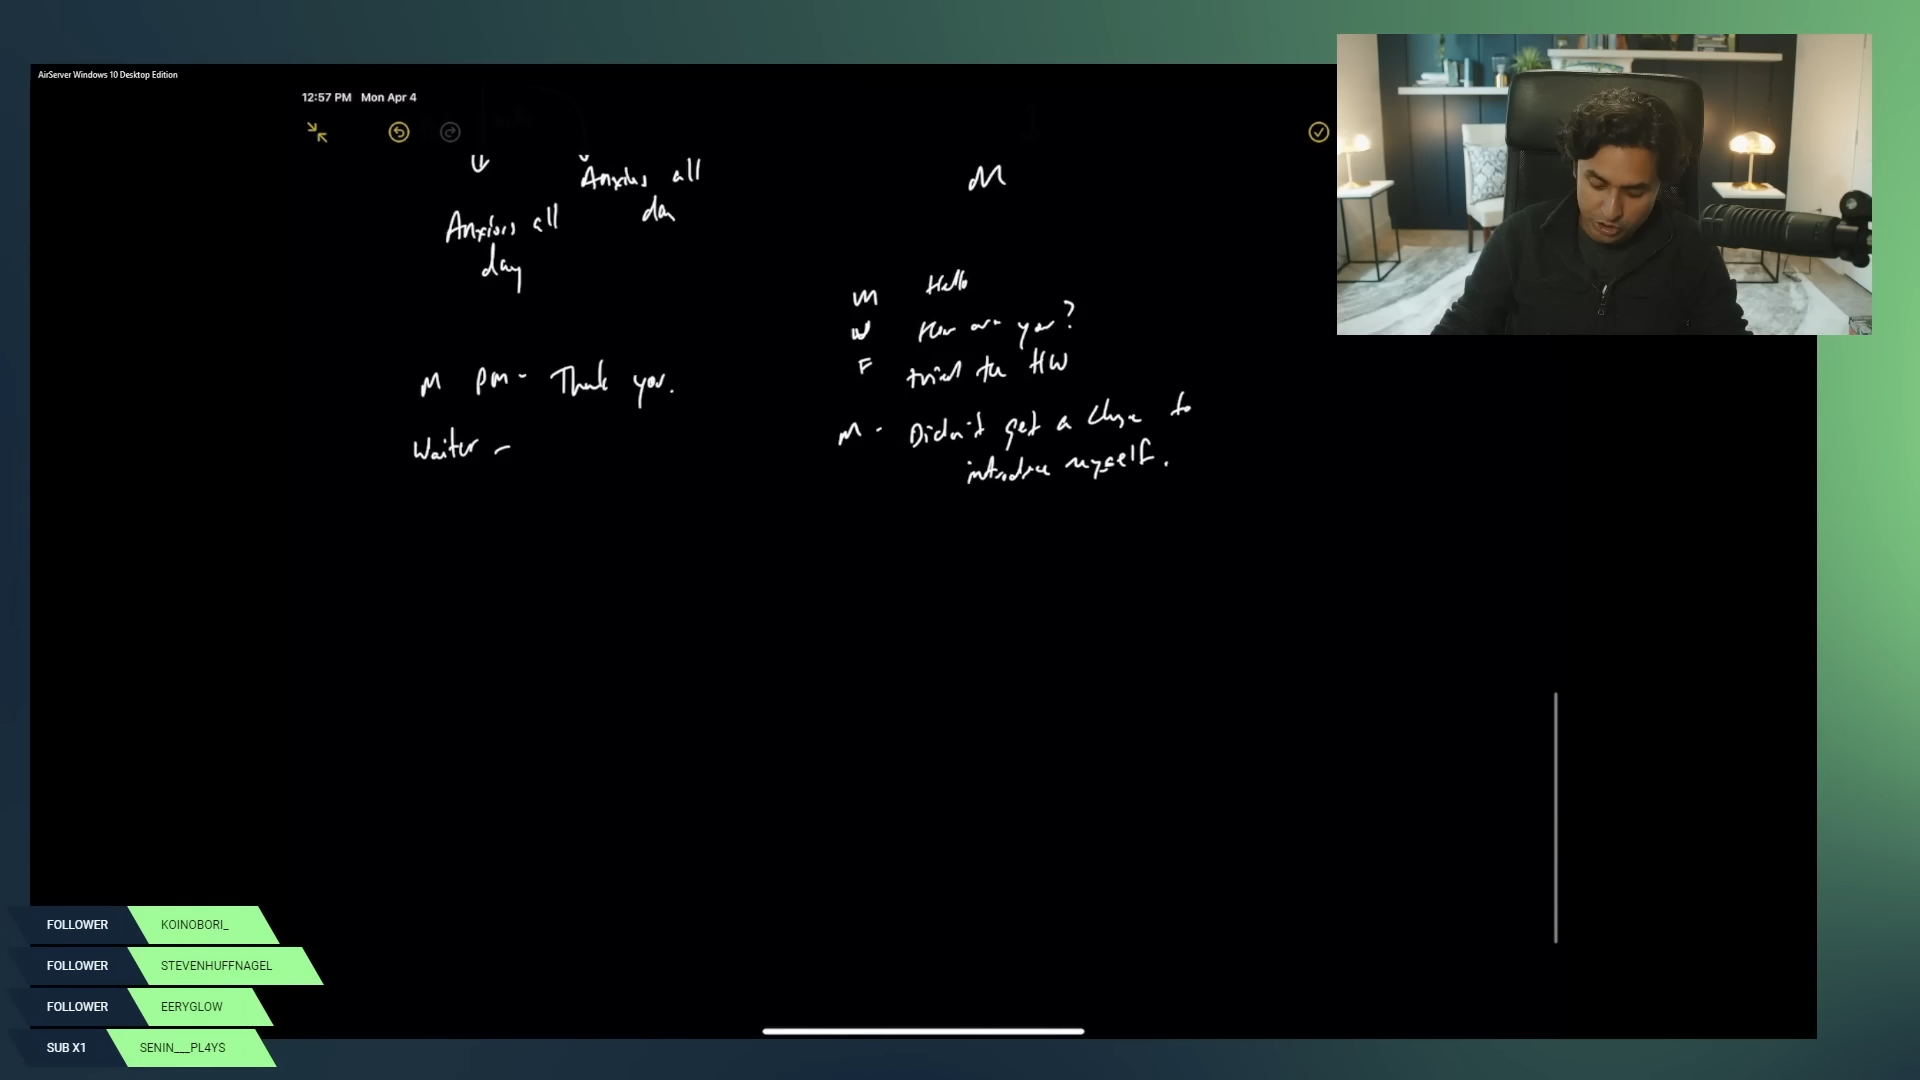 AirServer Windows 10 Desktop Edition
12:57 PM Mon Apr 4
Anxious all
day
Anxious all
day
M
M Hello
W How are you?
F tried the HW
M - Didn't get a chance to
introduce myself.
M PM - Thank you.
Waiter -
FOLLOWER KOINOBORI_
FOLLOWER STEVENHUFFNAGEL
FOLLOWER EERYGLOW
SUB X1 SENIN___PL4YS